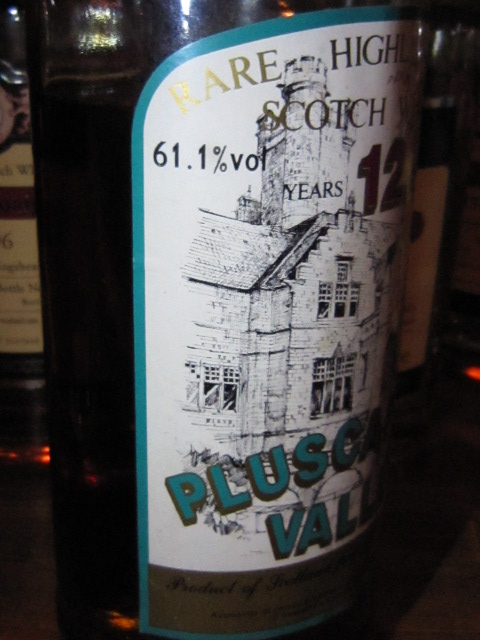 RARE HIGHL
SCOTCH W
61.1%vol
YEARS 12
PLUSCA
VALL
Product of Scotland